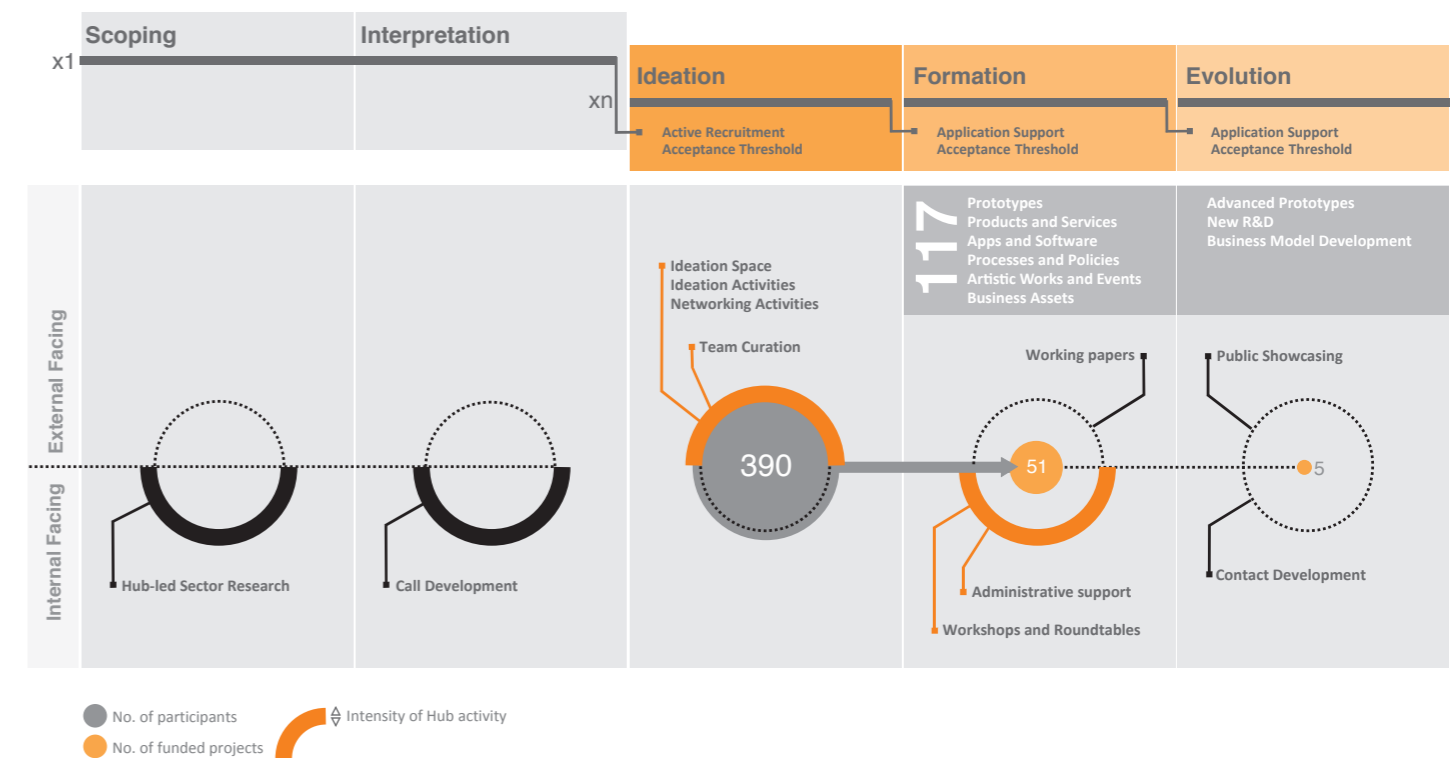 Scoping
Interpretation
x1
xn
Ideation
Formation
Evolution
Active Recruitment
Acceptance Threshold
Application Support
Acceptance Threshold
Application Support
Acceptance Threshold
External Facing
Internal Facing
117
Prototypes
Products and Services
Apps and Software
Processes and Policies
Artistic Works and Events
Business Assets
Advanced Prototypes
New R&D
Business Model Development
Ideation Space
Ideation Activities
Networking Activities
Team Curation
Working papers
Public Showcasing
390
51
5
Hub-led Sector Research
Call Development
Administrative support
Workshops and Roundtables
Contact Development
No. of participants
Intensity of Hub activity
No. of funded projects